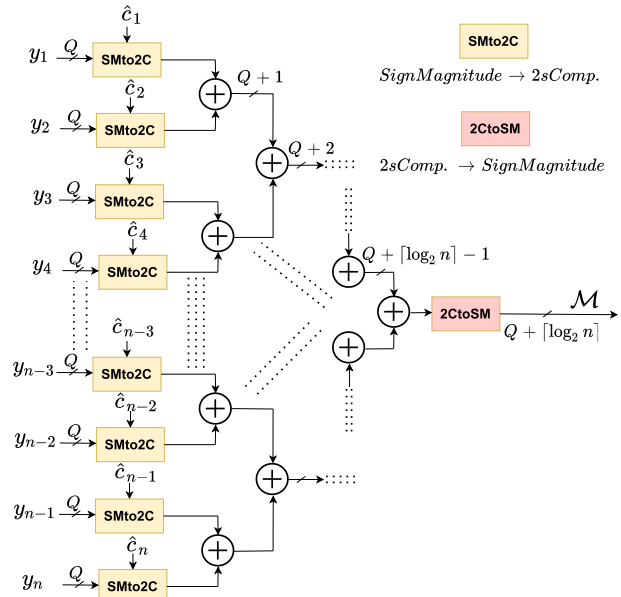 ĉ₁
y₁ Q SMto2C
Q + 1
ĉ₂
y₂ Q SMto2C
Q + 2
ĉ₃
y₃ Q SMto2C
ĉ₄
y₄ Q SMto2C
Q + ⌈log₂ n⌉ − 1
2CtoSM
ℳ
Q + ⌈log₂ n⌉
ĉₙ₋₃
yₙ₋₃ Q SMto2C
ĉₙ₋₂
yₙ₋₂ Q SMto2C
ĉₙ₋₁
yₙ₋₁ Q SMto2C
ĉₙ
yₙ Q SMto2C
SMto2C
SignMagnitude → 2sComp.
2CtoSM
2sComp. → SignMagnitude